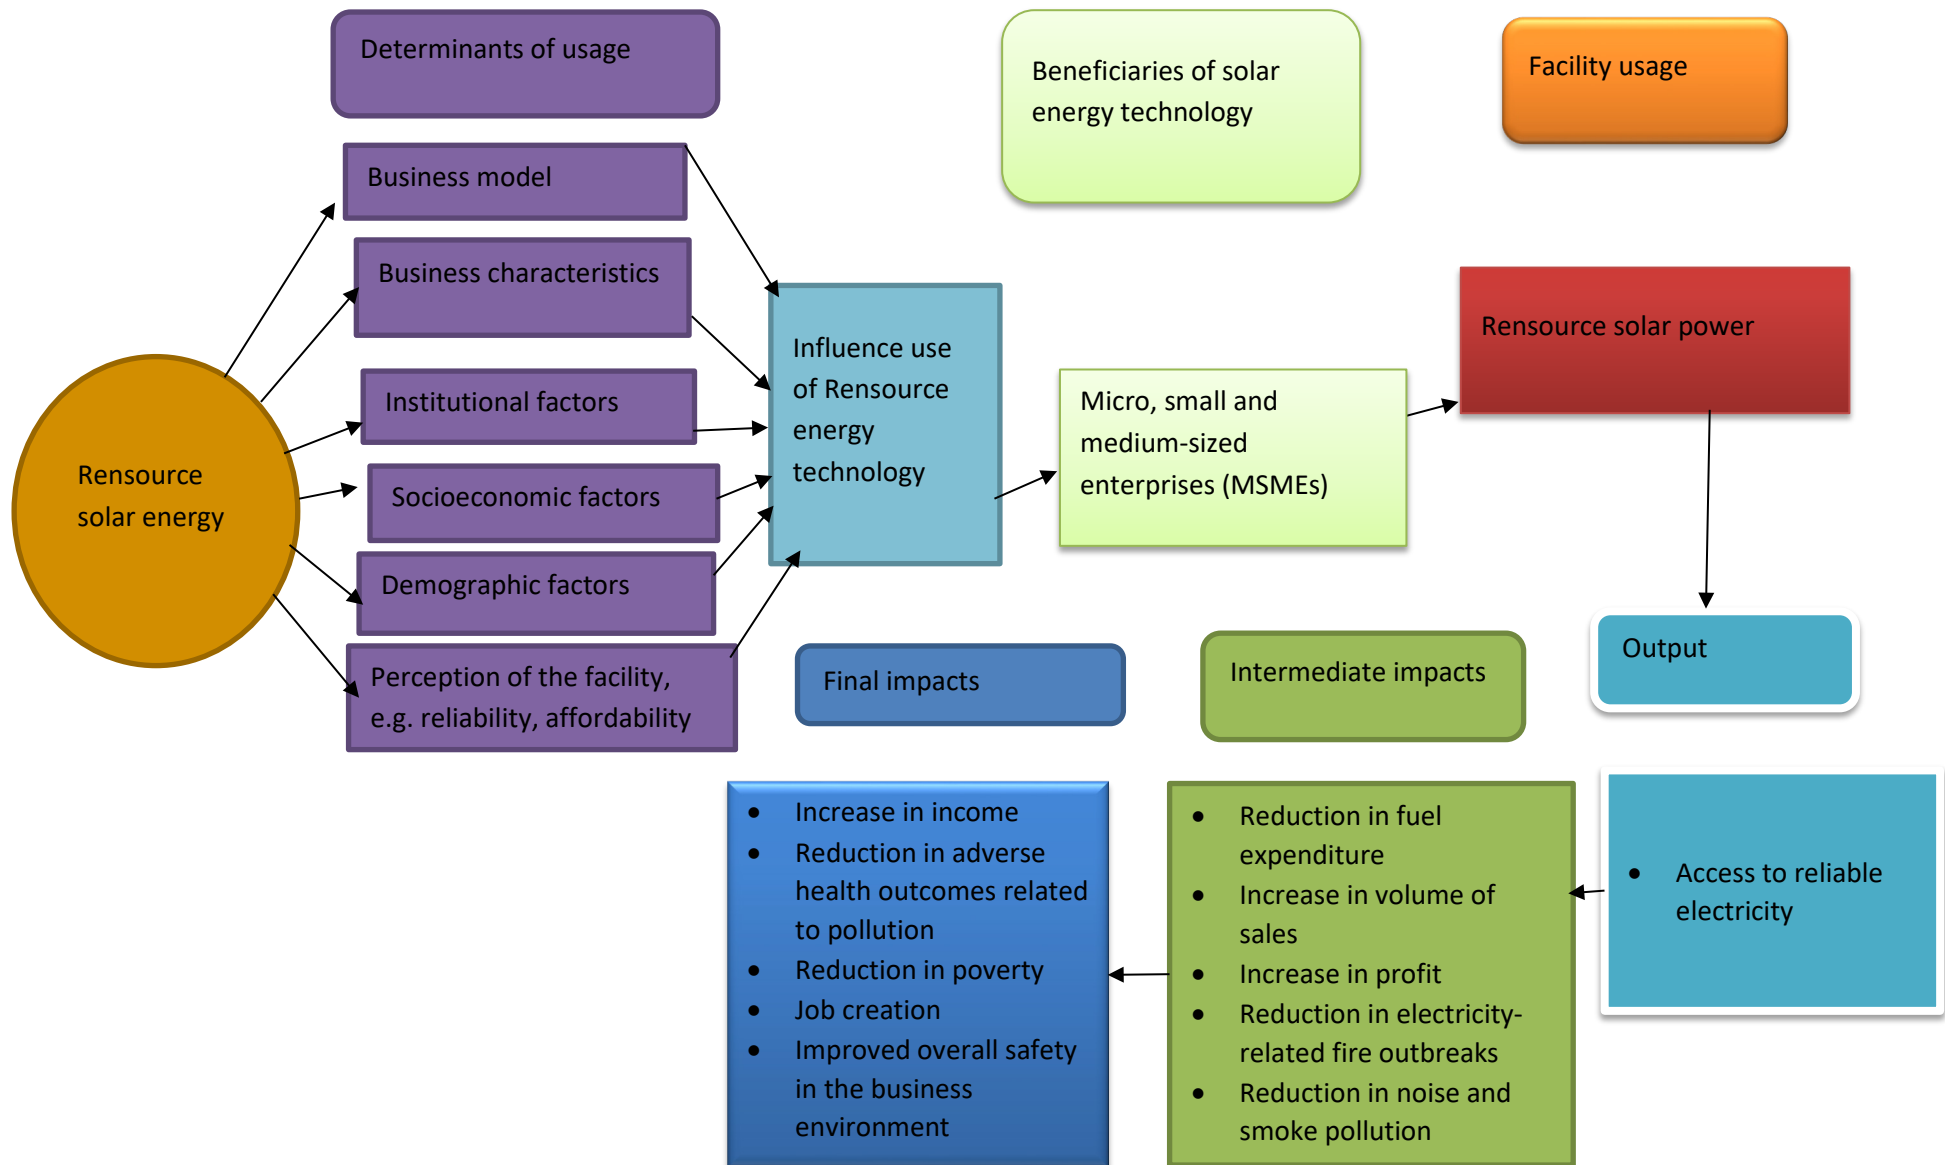 Determinants of usage
Beneficiaries of solar
energy technology
Facility usage
Business model
Business characteristics
Institutional factors
Socioeconomic factors
Demographic factors
Perception of the facility,
e.g. reliability, affordability
Rensource
solar energy
Influence use
of Rensource
energy
technology
Micro, small and
medium-sized
enterprises (MSMEs)
Rensource solar power
Final impacts
Intermediate impacts
Output
• Increase in income
• Reduction in adverse
health outcomes related
to pollution
• Reduction in poverty
• Job creation
• Improved overall safety
in the business
environment
• Reduction in fuel
expenditure
• Increase in volume of
sales
• Increase in profit
• Reduction in electricity-
related fire outbreaks
• Reduction in noise and
smoke pollution
• Access to reliable
electricity